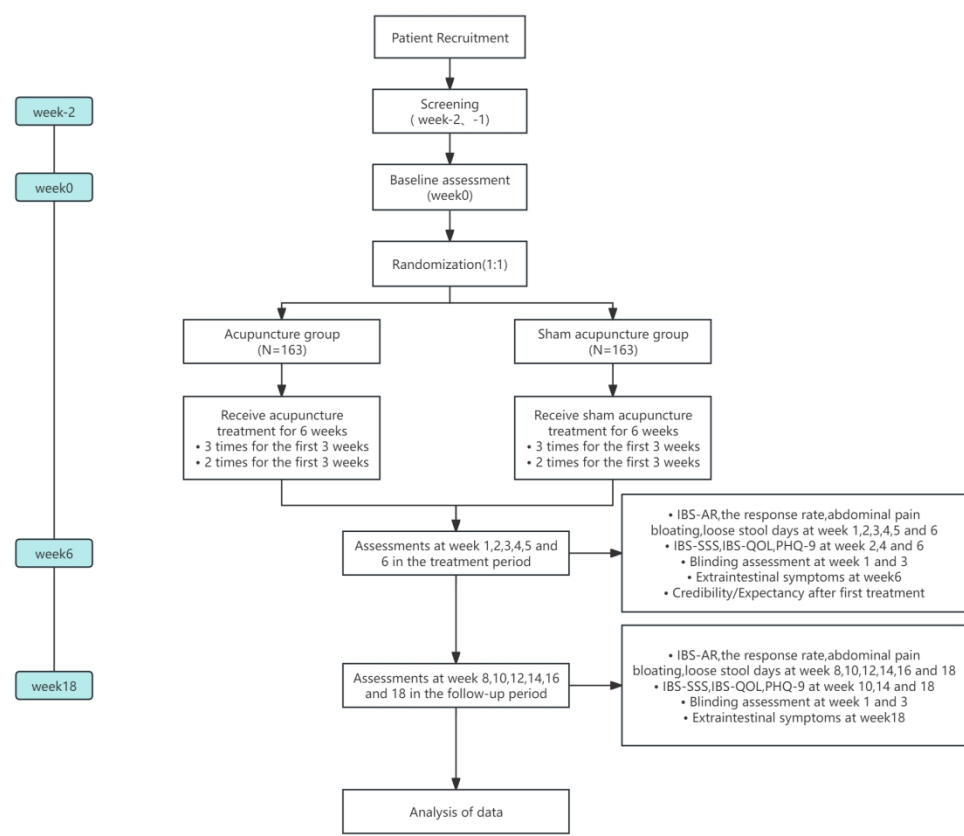 Patient Recruitment
week-2
Screening
( week-2、-1)
week0
Baseline assessment
(week0)
Randomization(1:1)
Acupuncture group
(N=163)
Sham acupuncture group
(N=163)
Receive acupuncture
treatment for 6 weeks
• 3 times for the first 3 weeks
• 2 times for the first 3 weeks
Receive sham acupuncture
treatment for 6 weeks
• 3 times for the first 3 weeks
• 2 times for the first 3 weeks
week6
Assessments at week 1,2,3,4,5 and
6 in the treatment period
• IBS-AR,the response rate,abdominal pain
bloating,loose stool days at week 1,2,3,4,5 and 6
• IBS-SSS,IBS-QOL,PHQ-9 at week 2,4 and 6
• Blinding assessment at week 1 and 3
• Extraintestinal symptoms at week6
• Credibility/Expectancy after first treatment
week18
Assessments at week 8,10,12,14,16
and 18 in the follow-up period
• IBS-AR,the response rate,abdominal pain
bloating,loose stool days at week 8,10,12,14,16 and 18
• IBS-SSS,IBS-QOL,PHQ-9 at week 10,14 and 18
• Blinding assessment at week 1 and 3
• Extraintestinal symptoms at week18
Analysis of data